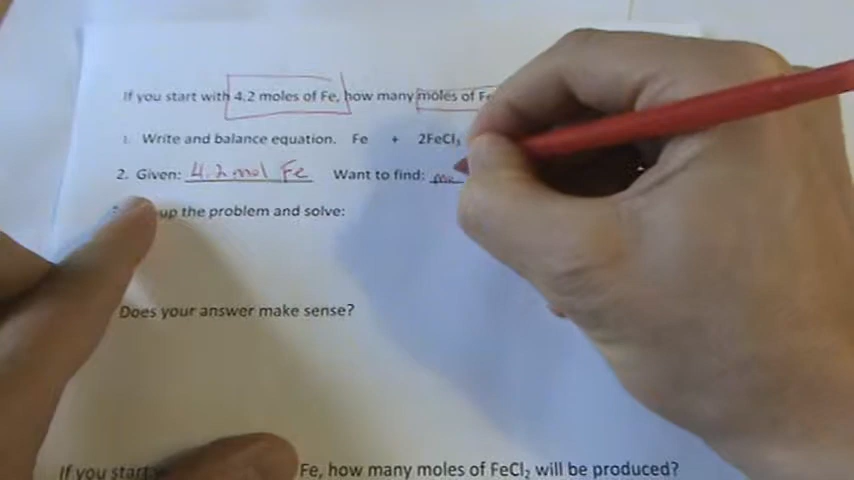 If you start with 4.2 moles of Fe, how many moles of
1. Write and balance equation. Fe + 2FeCl3
2. Given: 4.2 mol Fe Want to find: mo
up the problem and solve:
Does your answer make sense?
If you start Fe, how many moles of FeCl2 will be produced?